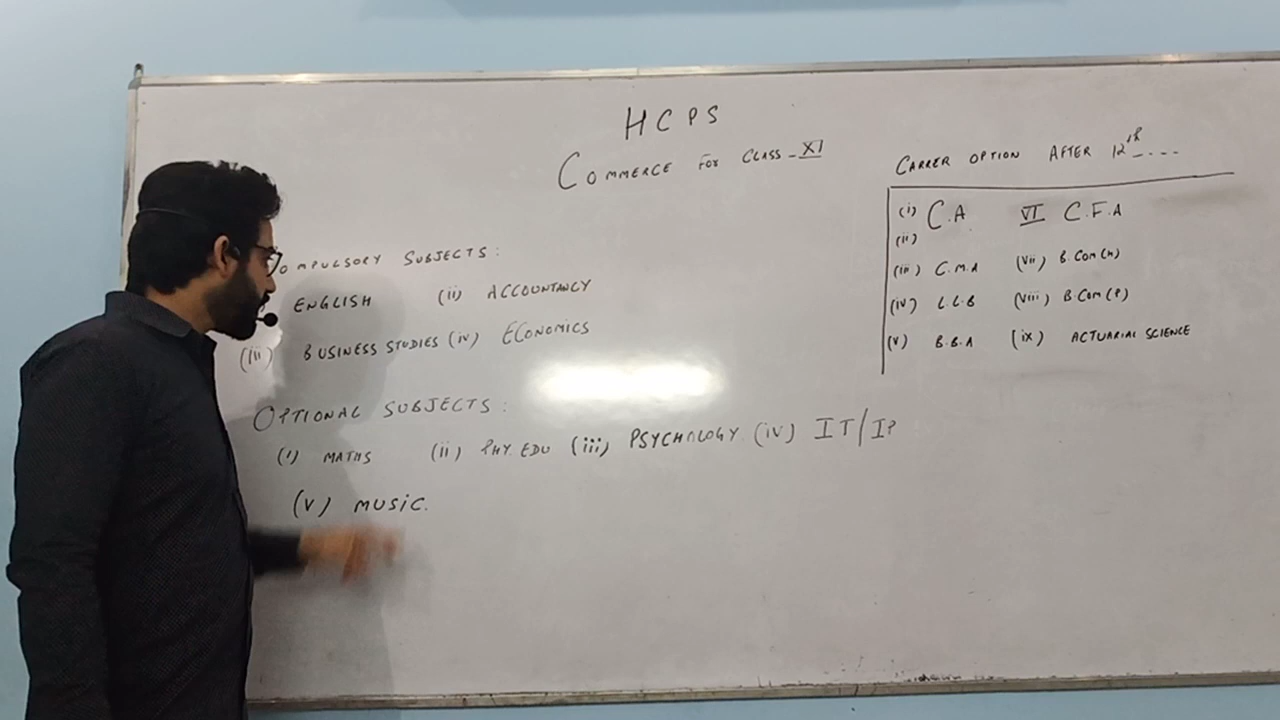 HCPS
COMMERCE FOR CLASS - XI
OMPULSORY SUBJECTS:
ENGLISH (ii) ACCOUNTANCY
(iii) BUSINESS STUDIES (iv) ECONOMICS
OPTIONAL SUBJECTS:
(i) MATHS (ii) PHY. EDU (iii) PSYCHOLOGY (iv) IT/IP
(v) MUSIC.
CARRER OPTION AFTER 12th ....
(i) C.A VI C.F.A
(ii)
(iii) C.M.A (vii) B.Com(H)
(iv) L.L.B (viii) B.Com(P)
(v) B.B.A (ix) ACTUARIAL SCIENCE